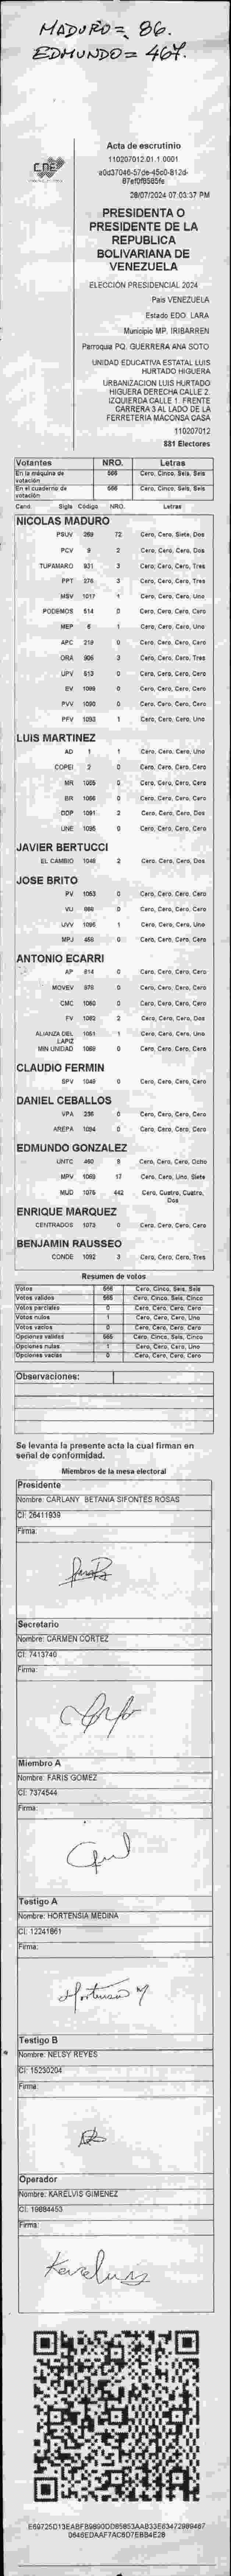 MADURO = 86.
EDMUNDO = 467.
CNE
Acta de escrutinio
110207012.01.1.0001
28/07/2024 07:03:37 PM
PRESIDENTA O
PRESIDENTE DE LA
REPUBLICA
BOLIVARIANA DE
VENEZUELA
ELECCIÓN PRESIDENCIAL 2024
País VENEZUELA
Estado EDO. LARA
Municipio MP. IRIBARREN
Parroquia PQ. GUERRERA ANA SOTO
UNIDAD EDUCATIVA ESTATAL LUIS
HURTADO HIGUERA
URBANIZACION LUIS HURTADO
HIGUERA DERECHA CALLE 2.
IZQUIERDA CALLE 1. FRENTE
CARRERA 3 AL LADO DE LA
FERRETERIA MACONSA CASA
110207012
881 Electores
Votantes NRO. Letras
En la máquina de votación 566 Cero, Cinco, Seis, Seis
En el cuaderno de votación 566 Cero, Cinco, Seis, Seis
Cand. Sigla Código NRO. Letras
NICOLAS MADURO
PSUV 269 72 Cero, Cero, Siete, Dos
PCV 9 2 Cero, Cero, Cero, Dos
TUPAMARO 931 3 Cero, Cero, Cero, Tres
PPT 276 3 Cero, Cero, Cero, Tres
MSV 1017 1 Cero, Cero, Cero, Uno
PODEMOS 514 0 Cero, Cero, Cero, Cero
MEP 6 1 Cero, Cero, Cero, Uno
APC 219 0 Cero, Cero, Cero, Cero
ORA 906 3 Cero, Cero, Cero, Tres
UPV 513 0 Cero, Cero, Cero, Cero
EV 1099 0 Cero, Cero, Cero, Cero
PVV 1090 0 Cero, Cero, Cero, Cero
PFV 1093 1 Cero, Cero, Cero, Uno
LUIS MARTINEZ
AD 1 1 Cero, Cero, Cero, Uno
COPEI 2 0 Cero, Cero, Cero, Cero
MR 1005 0 Cero, Cero, Cero, Cero
BR 1066 0 Cero, Cero, Cero, Cero
DDP 1091 2 Cero, Cero, Cero, Dos
UNE 1095 0 Cero, Cero, Cero, Cero
JAVIER BERTUCCI
EL CAMBIO 1048 2 Cero, Cero, Cero, Dos
JOSE BRITO
PV 1053 0 Cero, Cero, Cero, Cero
VU 866 0 Cero, Cero, Cero, Cero
UVV 1096 1 Cero, Cero, Cero, Uno
MPJ 456 0 Cero, Cero, Cero, Cero
ANTONIO ECARRI
AP 814 0 Cero, Cero, Cero, Cero
MOVEV 978 0 Cero, Cero, Cero, Cero
CMC 1080 0 Cero, Cero, Cero, Cero
FV 1082 2 Cero, Cero, Cero, Dos
ALIANZA DEL LAPIZ 1051 1 Cero, Cero, Cero, Uno
MIN UNIDAD 1069 0 Cero, Cero, Cero, Cero
CLAUDIO FERMIN
SPV 1049 0 Cero, Cero, Cero, Cero
DANIEL CEBALLOS
VPA 236 0 Cero, Cero, Cero, Cero
AREPA 1094 0 Cero, Cero, Cero, Cero
EDMUNDO GONZALEZ
UNTC 460 8 Cero, Cero, Cero, Ocho
MPV 1069 17 Cero, Cero, Uno, Siete
MUD 1075 442 Cero, Cuatro, Cuatro, Dos
ENRIQUE MARQUEZ
CENTRADOS 1073 0 Cero, Cero, Cero, Cero
BENJAMIN RAUSSEO
CONDE 1092 3 Cero, Cero, Cero, Tres
Resumen de votos
Votos 566 Cero, Cinco, Seis, Seis
Votos válidos 565 Cero, Cinco, Seis, Cinco
Votos parciales 0 Cero, Cero, Cero, Cero
Votos nulos 1 Cero, Cero, Cero, Uno
Votos vacíos 0 Cero, Cero, Cero, Cero
Opciones válidas 565 Cero, Cinco, Seis, Cinco
Opciones nulas 1 Cero, Cero, Cero, Uno
Opciones vacías 0 Cero, Cero, Cero, Cero
Observaciones:
Se levanta la presente acta la cual firman en
señal de conformidad.
Miembros de la mesa electoral
Presidente
Nombre: CARLANY BETANIA SIFONTES ROSAS
CI: 26411939
Firma:
Secretario
Nombre: CARMEN CORTEZ
CI: 7413740
Firma:
Miembro A
Nombre: FARIS GOMEZ
CI: 7374544
Firma:
Testigo A
Nombre: HORTENSIA MEDINA
CI: 12241661
Firma:
Hortensia M
Testigo B
Nombre: NELSY REYES
CI: 15230204
Firma:
Operador
Nombre: KARELVIS GIMENEZ
CI: 19884453
Firma:
Karelvis